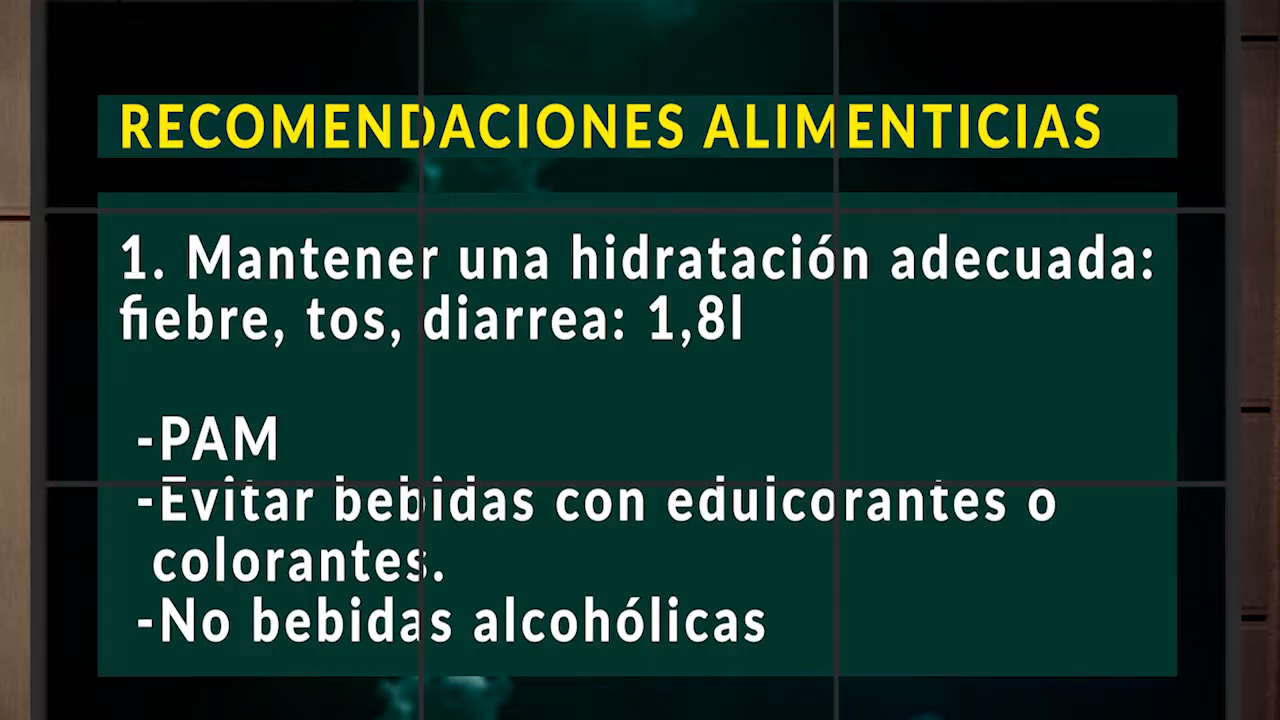 RECOMENDACIONES ALIMENTICIAS
1. Mantener una hidratación adecuada:
fiebre, tos, diarrea: 1,8l
-PAM
-Evitar bebidas con eduicorantes o
colorantes.
-No bebidas alcohólicas